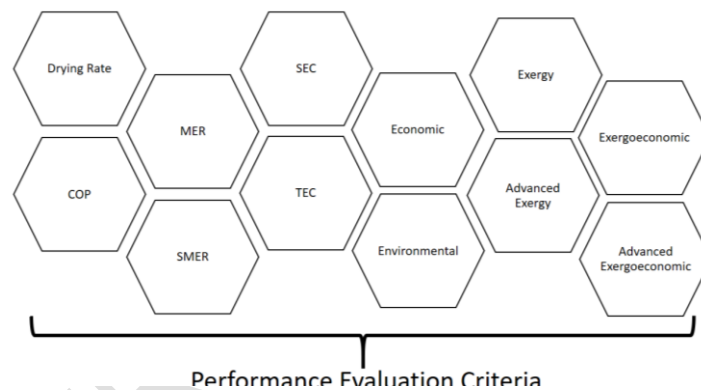 Drying Rate
COP
MER
SMER
SEC
TEC
Economic
Environmental
Exergy
Advanced
Exergy
Exergoeconomic
Advanced
Exergoeconomic
Performance Evaluation Criteria